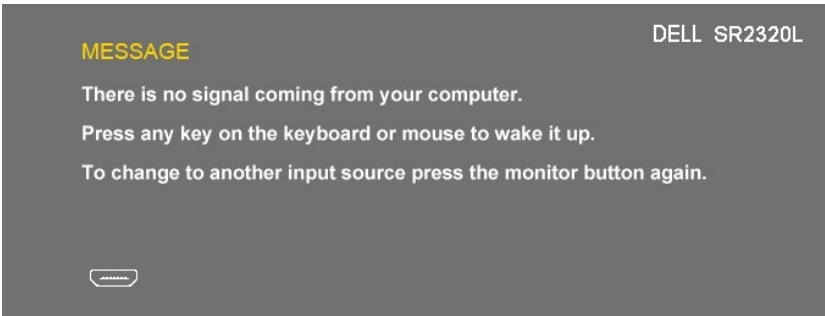 DELL SR2320L
MESSAGE
There is no signal coming from your computer.
Press any key on the keyboard or mouse to wake it up.
To change to another input source press the monitor button again.